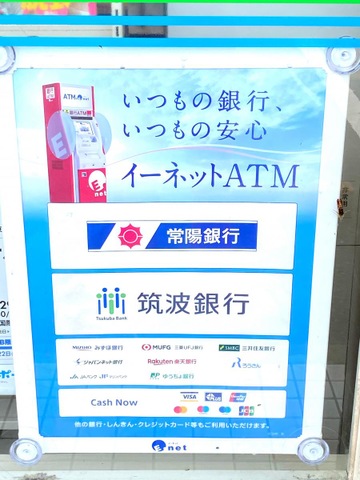 いつもの銀行、
いつもの安心
イーネットATM
常陽銀行
Tsukuba Bank
筑波銀行
MIZUHO みずほ銀行 MUFG 三菱UFJ銀行 SMBC 三井住友銀行
ジャパンネット銀行 Rakuten 楽天銀行 りそな
JAバンク ゆうちょ銀行
Cash Now
VISA
JCB
他の銀行・しんきん・クレジットカード等もご利用いただけます。
E net